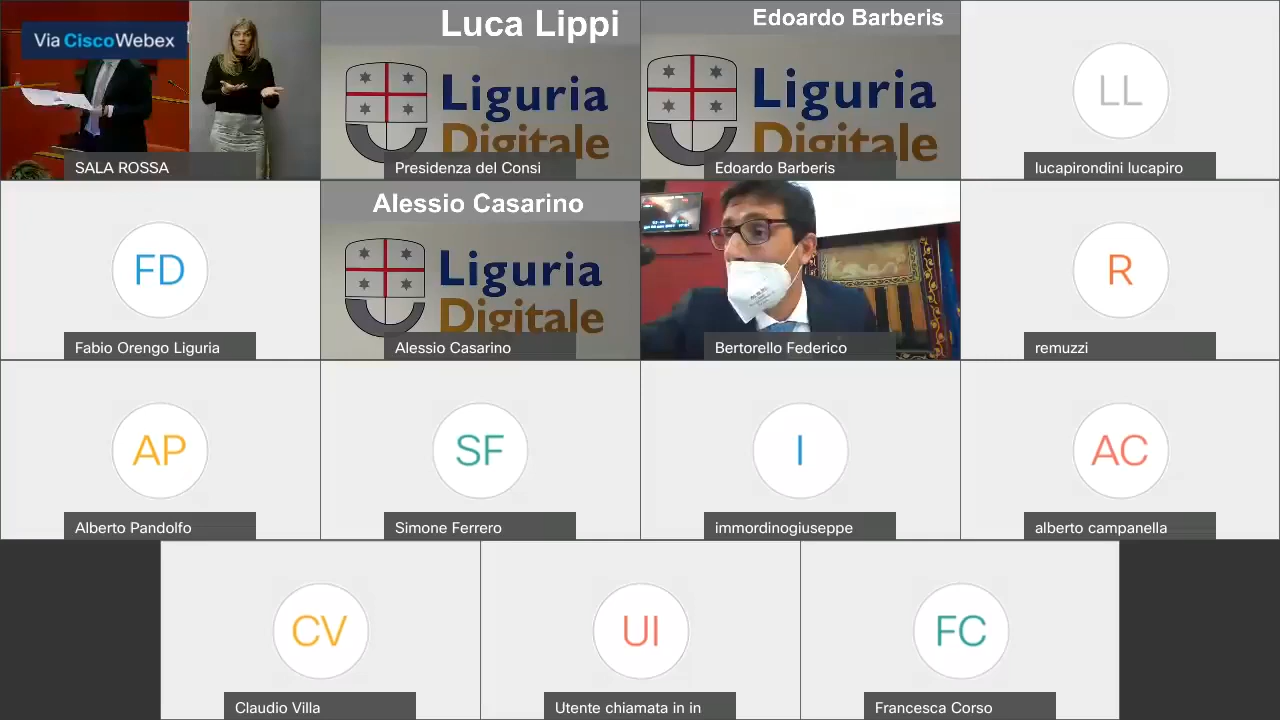 Via CiscoWebex
SALA ROSSA
Luca Lippi
Liguria
Digitale
Presidenza del Consi
Edoardo Barberis
Liguria
Digitale
Edoardo Barberis
LL
lucapirondini lucapiro
FD
Fabio Orengo Liguria
Alessio Casarino
Liguria
Digitale
Alessio Casarino
Bertorello Federico
R
remuzzi
AP
Alberto Pandolfo
SF
Simone Ferrero
I
immordinogiuseppe
AC
alberto campanella
CV
Claudio Villa
UI
Utente chiamata in in
FC
Francesca Corso